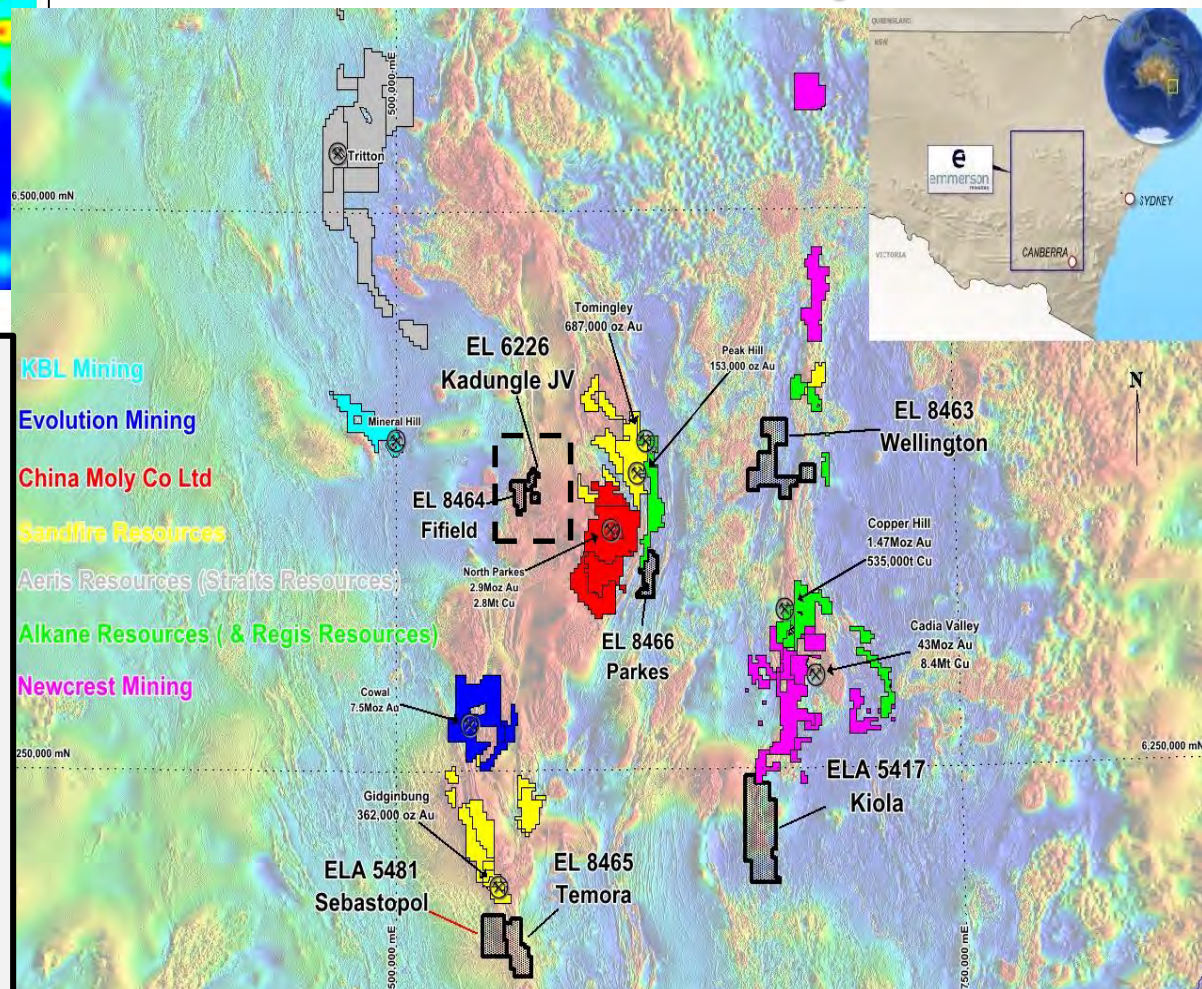 QUEENSLAND
NSW
emmerson
SYDNEY
CANBERRA
VICTORIA
500,000 mE
Tritton
6,500,000 mN
N
Tomingley
687,000 oz Au
EL 6226
Kadungle JV
Peak Hill
153,000 oz Au
KBL Mining
Evolution Mining
China Moly Co Ltd
Sandfire Resources
Aeris Resources (Straits Resources)
Alkane Resources ( & Regis Resources)
Newcrest Mining
Mineral Hill
EL 8463
Wellington
EL 8464
Fifield
Copper Hill
1.47Moz Au
535,000t Cu
North Parkes
2.9Moz Au
2.8Mt Cu
Cadia Valley
43Moz Au
8.4Mt Cu
EL 8466
Parkes
Cowal
7.5Moz Au
250,000 mN
6,250,000 mN
ELA 5417
Kiola
Gidginbung
362,000 oz Au
ELA 5481
Sebastopol
EL 8465
Temora
500,000 mE
750,000 mE